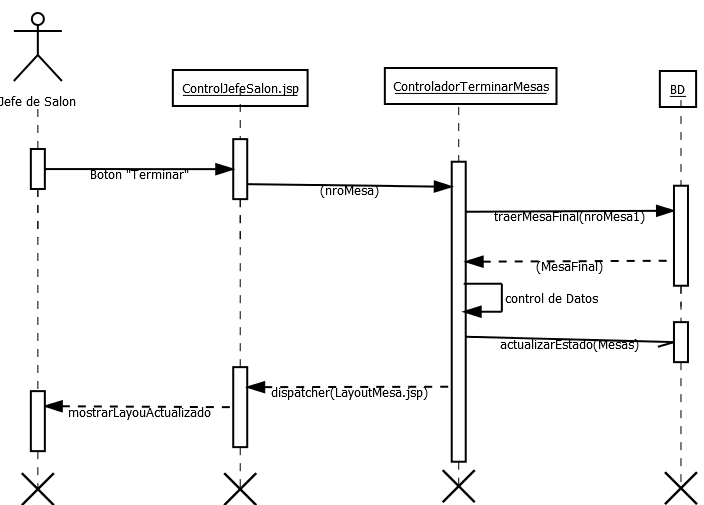 Jefe de Salon
ControlJefeSalon.jsp
ControladorTerminarMesas
BD
Boton "Terminar"
(nroMesa)
traerMesaFinal(nroMesa1)
(MesaFinal)
control de Datos
actualizarEstado(Mesas)
dispatcher(LayoutMesa.jsp)
mostrarLayouActualizado